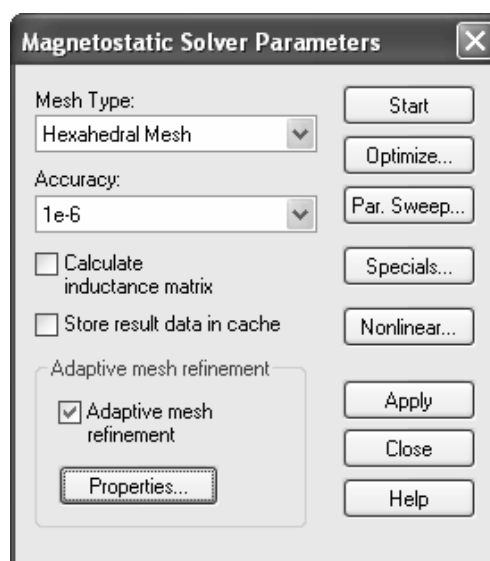 Magnetostatic Solver Parameters
Mesh Type:
Hexahedral Mesh
Accuracy:
1e-6
Calculate
inductance matrix
Store result data in cache
Adaptive mesh refinement
Adaptive mesh
refinement
Properties...
Start
Optimize...
Par. Sweep...
Specials...
Nonlinear...
Apply
Close
Help